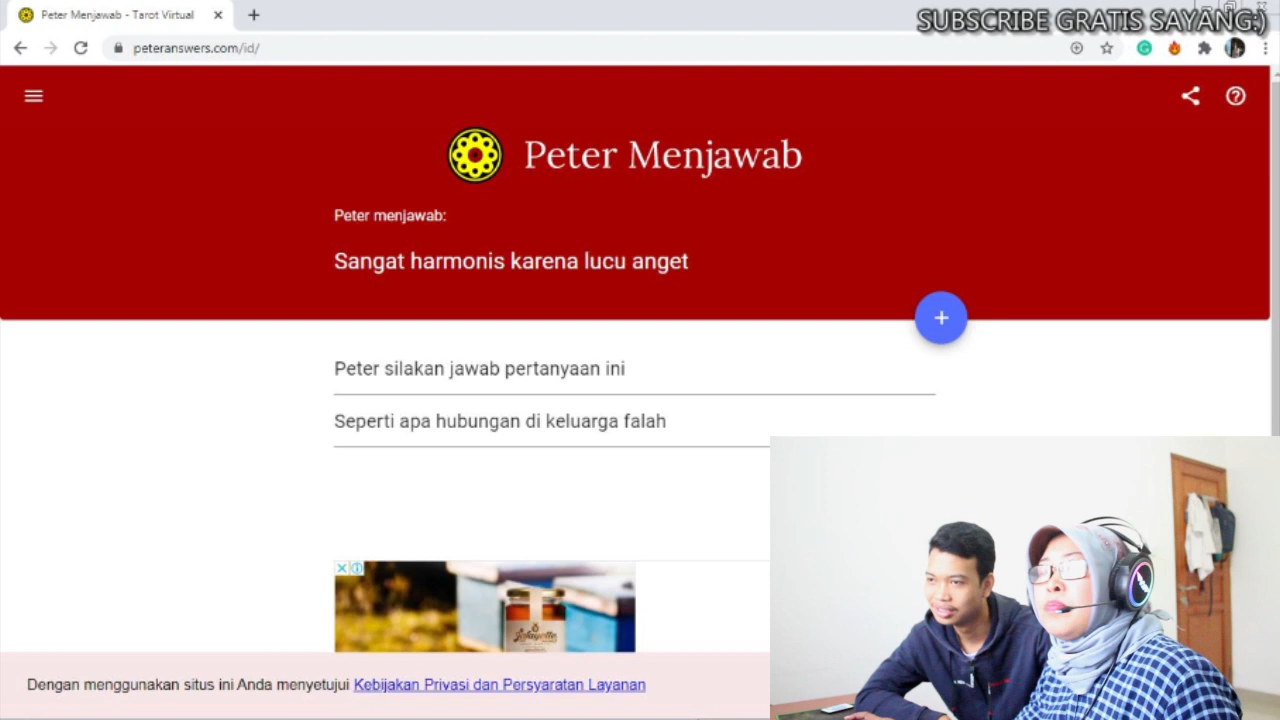 Peter Menjawab - Tarot Virtual
SUBSCRIBE GRATIS SAYANG:)
peteranswers.com/id/
Peter Menjawab
Peter menjawab:
Sangat harmonis karena lucu anget
Peter silakan jawab pertanyaan ini
Seperti apa hubungan di keluarga falah
Lafayette
Dengan menggunakan situs ini Anda menyetujui Kebijakan Privasi dan Persyaratan Layanan